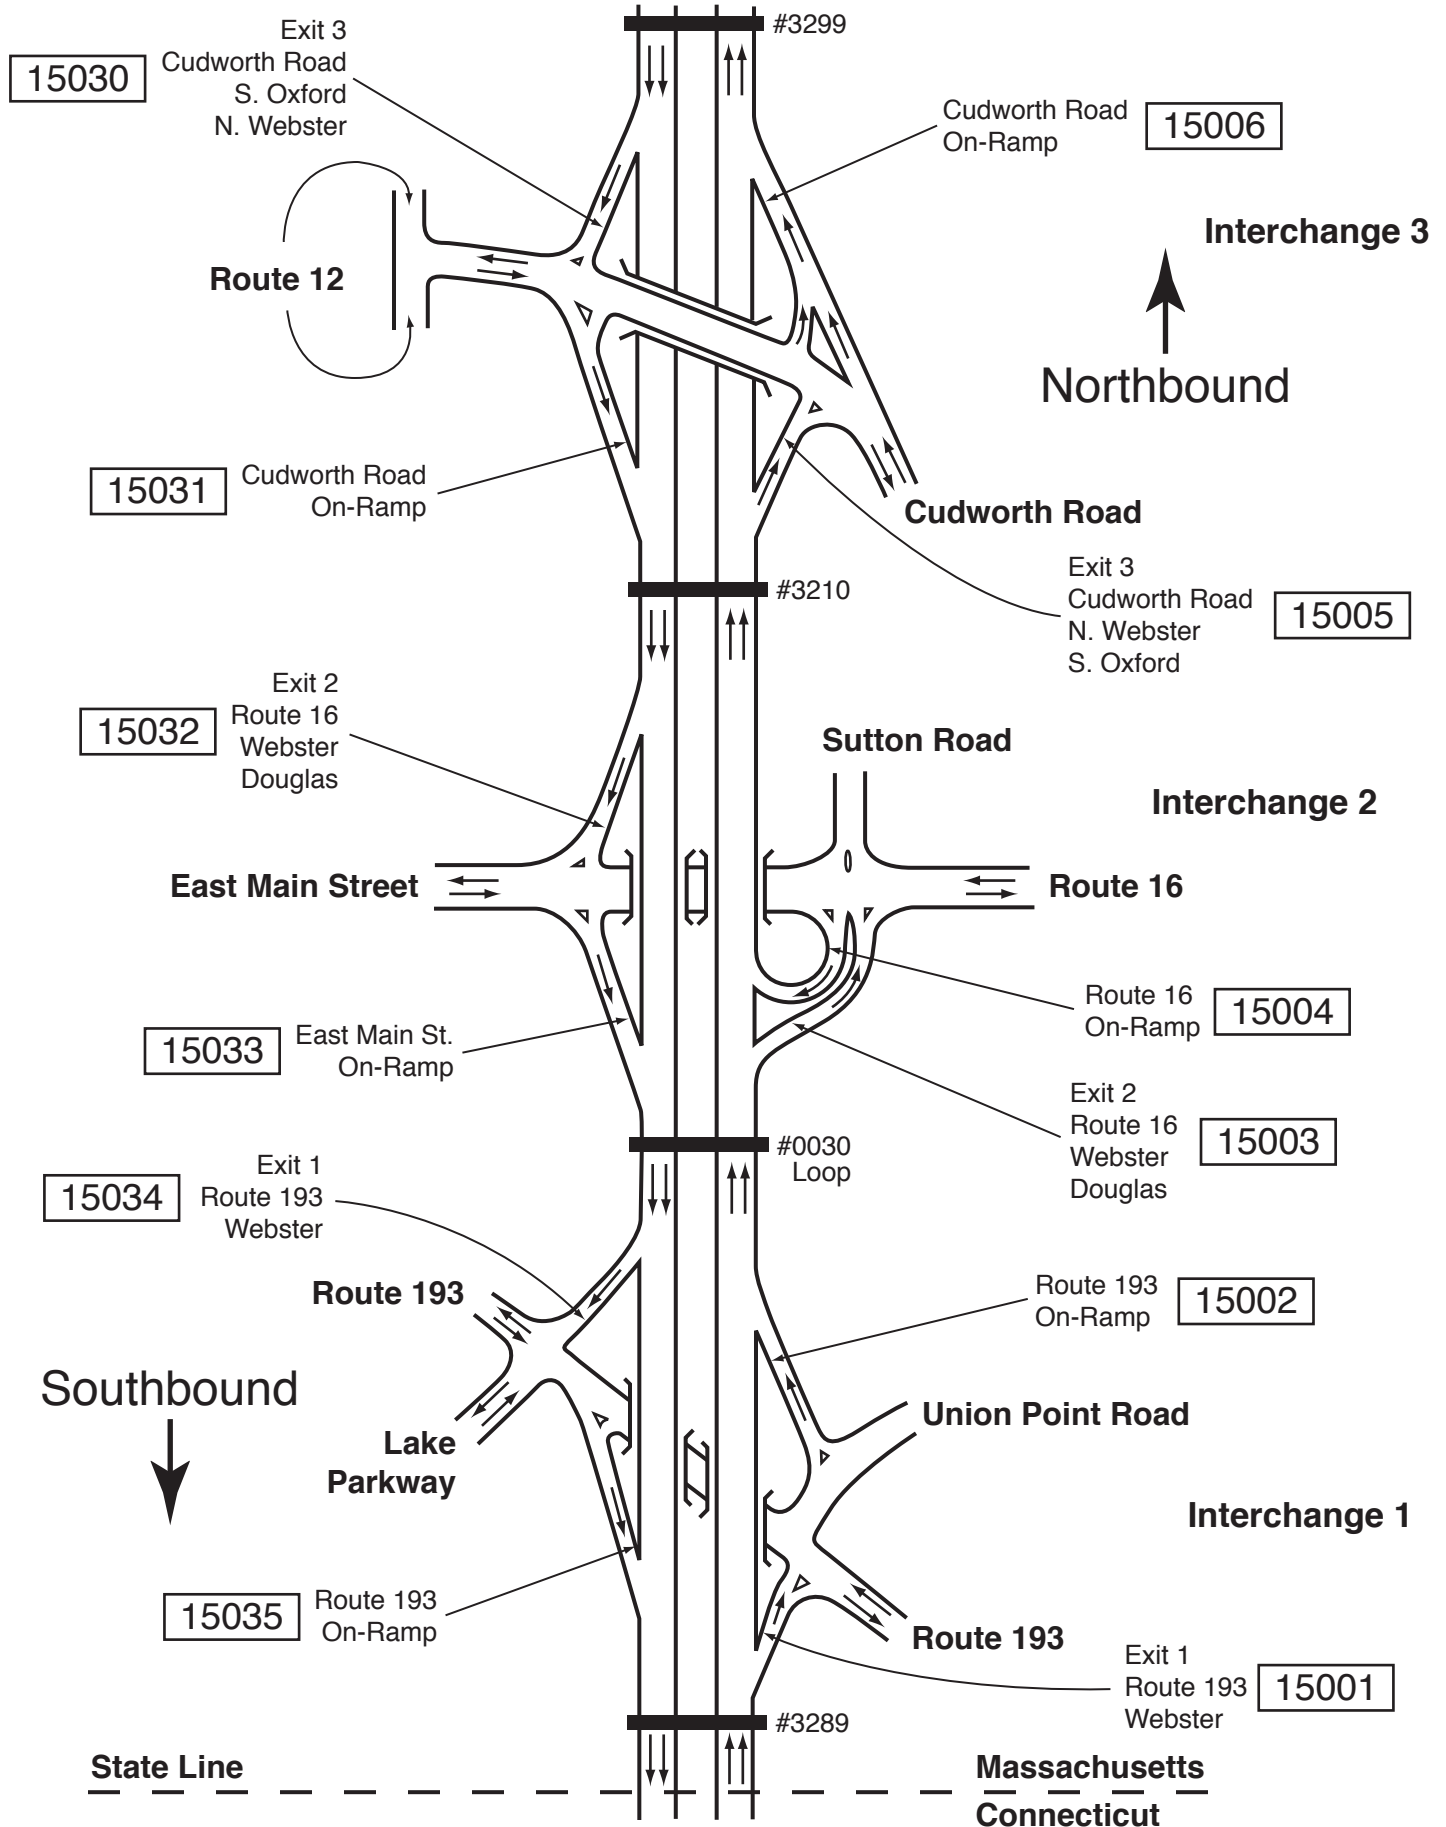 #3299
Exit 3
Cudworth Road
S. Oxford
N. Webster
15030
Cudworth Road
On-Ramp
15006
Interchange 3
Route 12
Northbound
15031
Cudworth Road
On-Ramp
Cudworth Road
#3210
Exit 3
Cudworth Road
N. Webster
S. Oxford
15005
Exit 2
Route 16
Webster
Douglas
15032
Sutton Road
Interchange 2
East Main Street
Route 16
Route 16
On-Ramp
15004
15033
East Main St.
On-Ramp
Exit 2
Route 16
Webster
Douglas
15003
#0030
Loop
15034
Exit 1
Route 193
Webster
Route 193
Route 193
On-Ramp
15002
Southbound
Union Point Road
Lake
Parkway
Interchange 1
15035
Route 193
On-Ramp
Route 193
Exit 1
Route 193
Webster
15001
#3289
State Line
Massachusetts
Connecticut